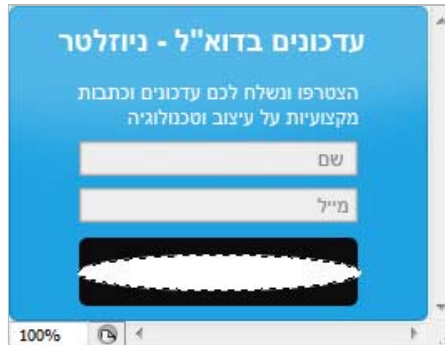 עדכונים בדוא"ל - ניוזלטר
הצטרפו ונשלח לכם עדכונים וכתבות
מקצועיות על עיצוב וטכנולוגיה
שם
מייל
100%